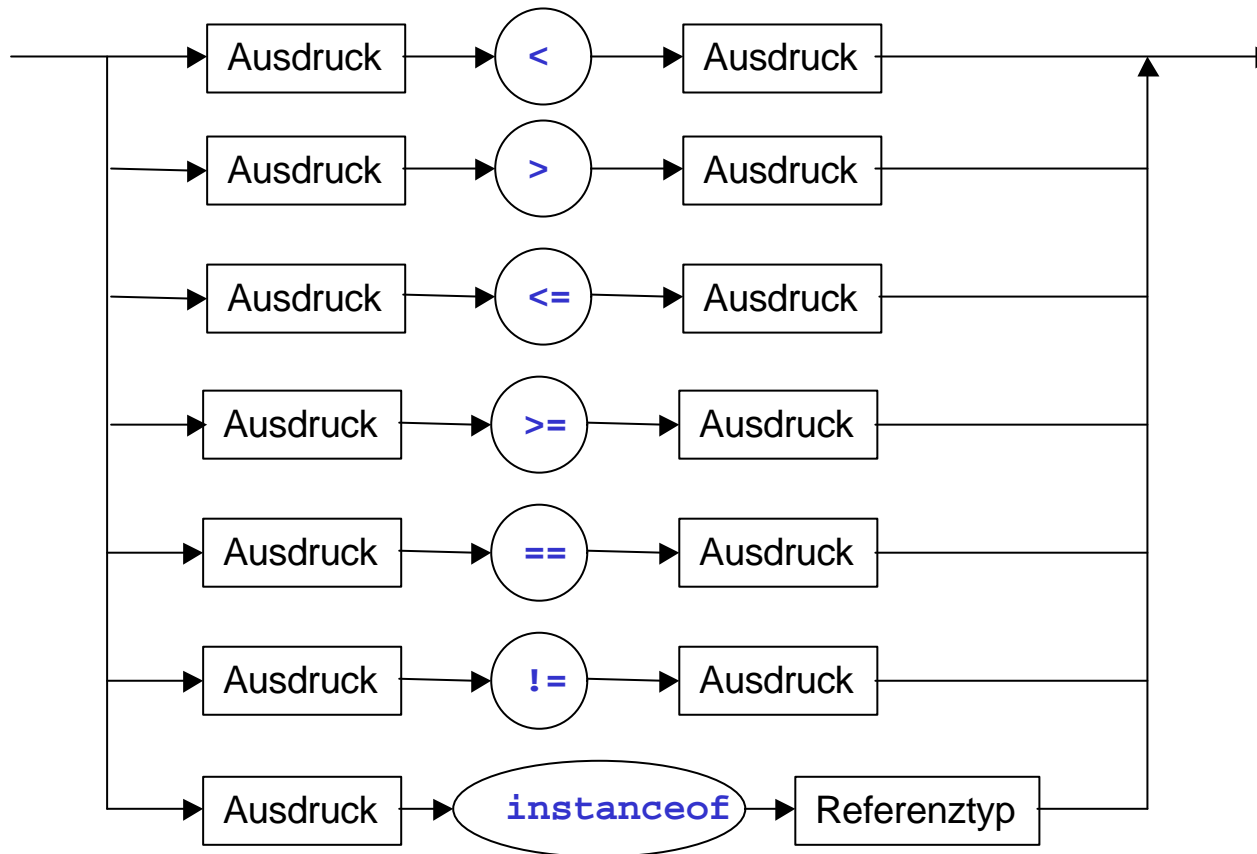 Ausdruck < Ausdruck
Ausdruck > Ausdruck
Ausdruck <= Ausdruck
Ausdruck >= Ausdruck
Ausdruck == Ausdruck
Ausdruck != Ausdruck
Ausdruck instanceof Referenztyp